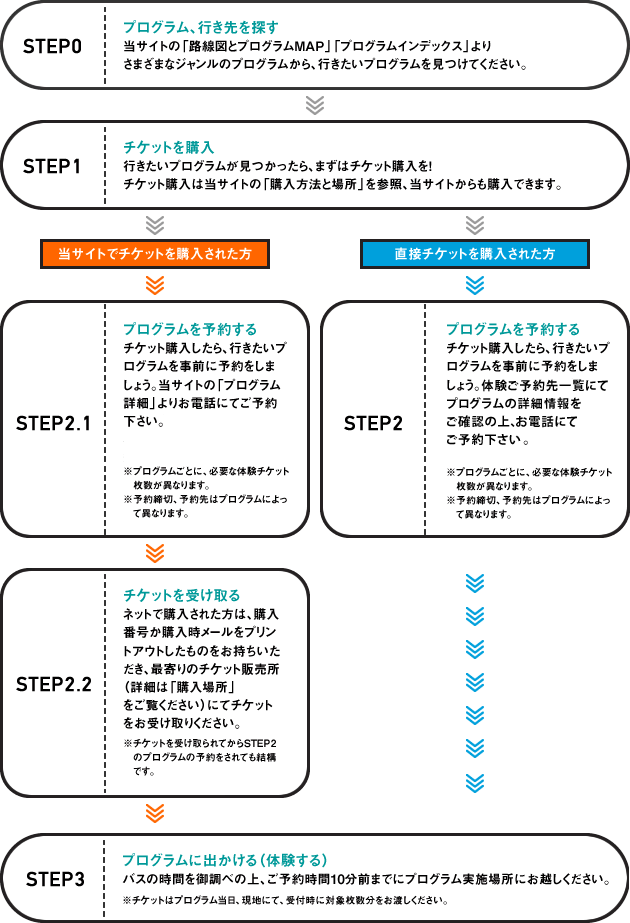 STEP0
プログラム、行き先を探す
当サイトの「路線図とプログラムMAP」「プログラムインデックス」より
さまざまなジャンルのプログラムから、行きたいプログラムを見つけてください。
STEP1
チケットを購入
行きたいプログラムが見つかったら、まずはチケット購入を!
チケット購入は当サイトの「購入方法と場所」を参照、当サイトからも購入できます。
当サイトでチケットを購入された方
STEP2.1
プログラムを予約する
チケット購入したら、行きたいプ
ログラムを事前に予約をしま
しょう。当サイトの「プログラム
詳細」よりお電話にてご予約
下さい。
※プログラムごとに、必要な体験チケット
枚数が異なります。
※予約締切、予約先はプログラムによっ
て異なります。
STEP2.2
チケットを受け取る
ネットで購入された方は、購入
番号か購入時メールをプリン
トアウトしたものをお持ちいた
だき、最寄りのチケット販売所
(詳細は「購入場所」
をご覧ください)にてチケット
をお受け取りください。
※チケットを受け取られてからSTEP2
のプログラムの予約をされても結構
です。
直接チケットを購入された方
STEP2
プログラムを予約する
チケット購入したら、行きたいプ
ログラムを事前に予約をしま
しょう。体験ご予約先一覧にて
プログラムの詳細情報を
ご確認の上、お電話にて
ご予約下さい。
※プログラムごとに、必要な体験チケット
枚数が異なります。
※予約締切、予約先はプログラムによっ
て異なります。
STEP3
プログラムに出かける(体験する)
バスの時間を御調べの上、ご予約時間10分前までにプログラム実施場所にお越しください。
※チケットはプログラム当日、現地にて、受付時に対象枚数分をお渡しください。